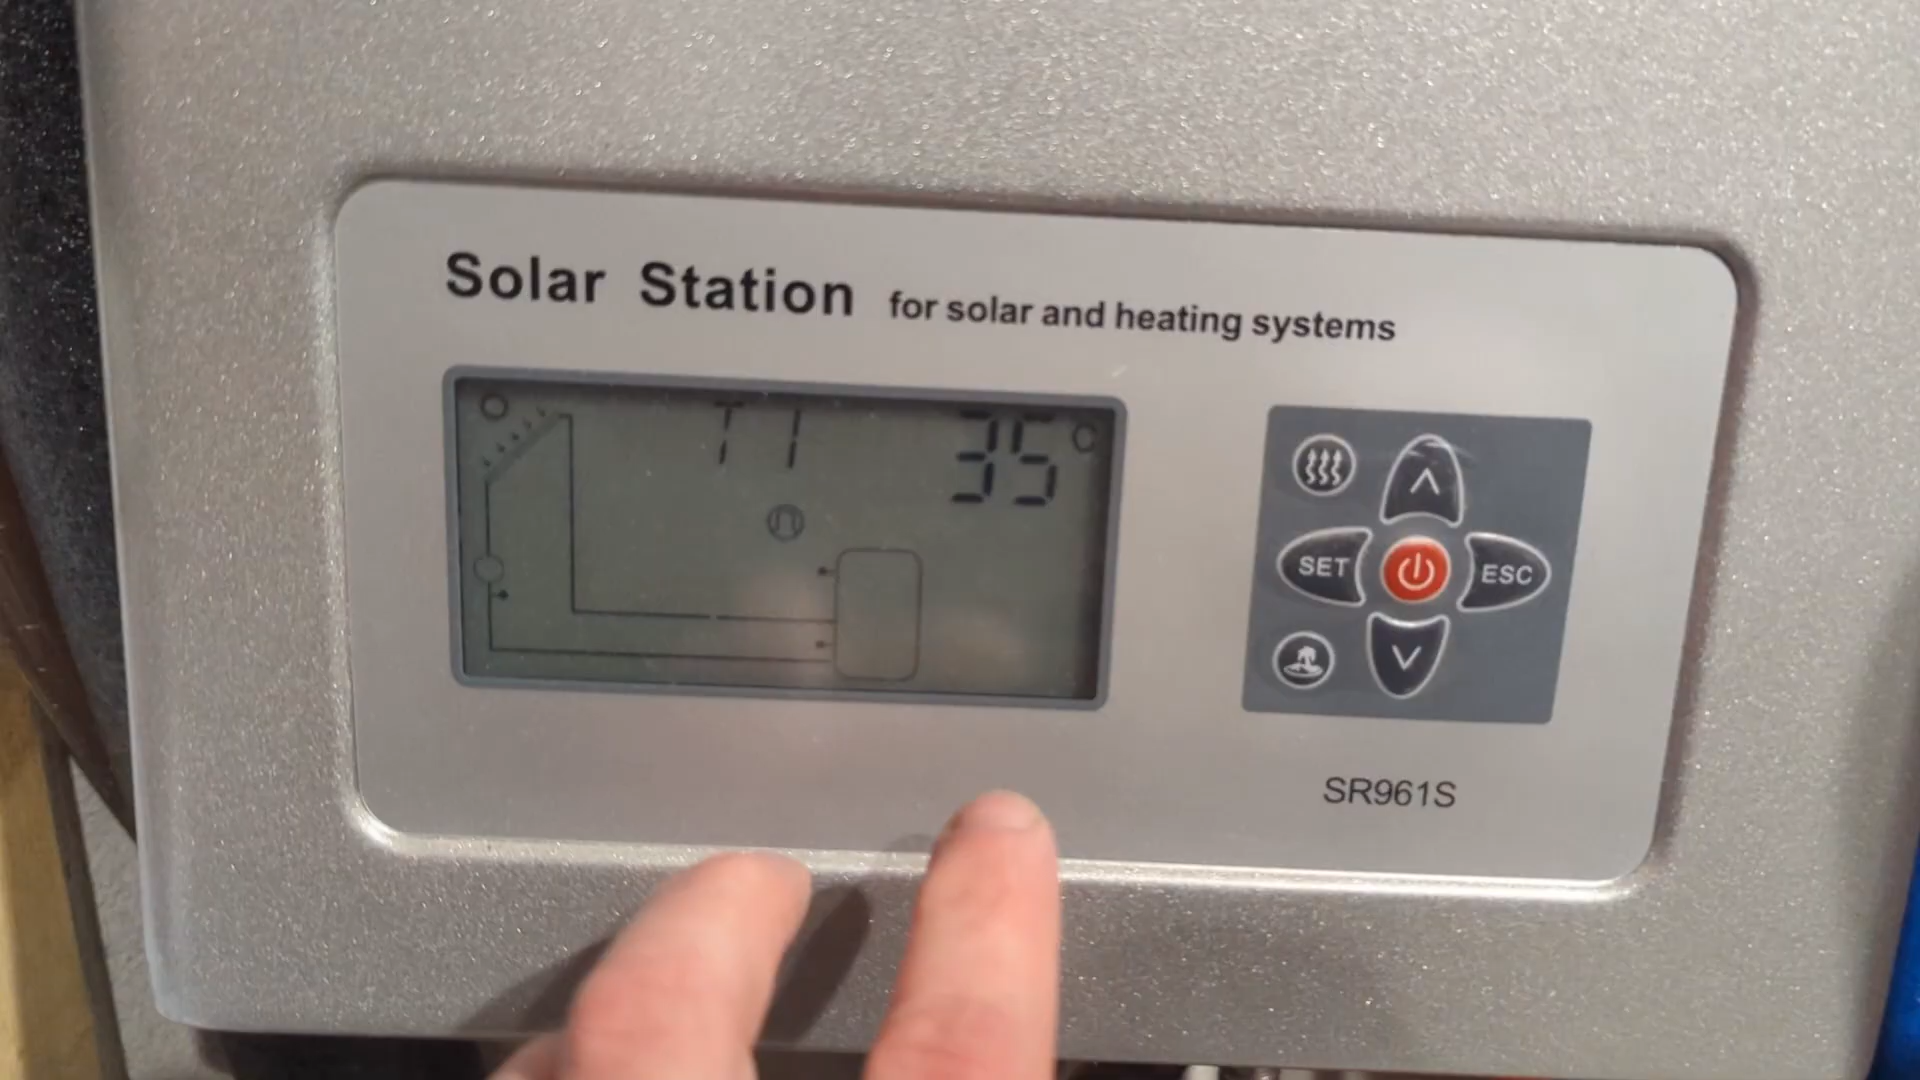 Solar Station for solar and heating systems
T1 35 °C
SET ESC
SR961S